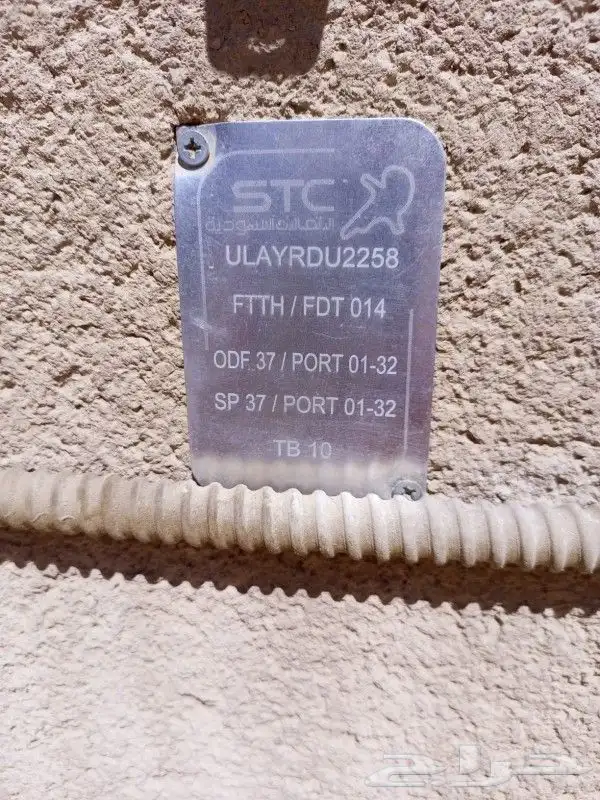 STC
الاتصالات السعودية
ULAYRDU2258
FTTH / FDT 014
ODF 37 / PORT 01-32
SP 37 / PORT 01-32
TB 10
حراج